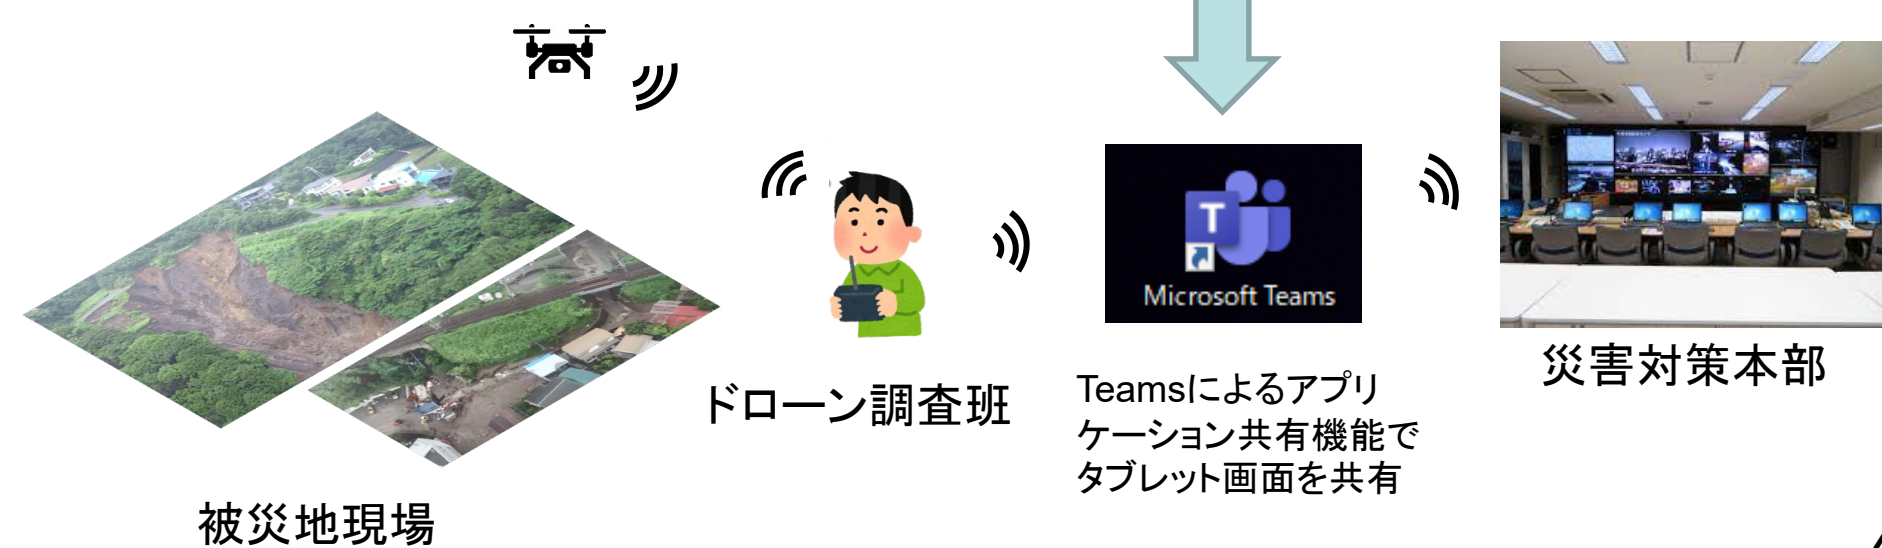 Microsoft Teams
災害対策本部
ドローン調査班
Teamsによるアプリ
ケーション共有機能で
タブレット画面を共有
被災地現場